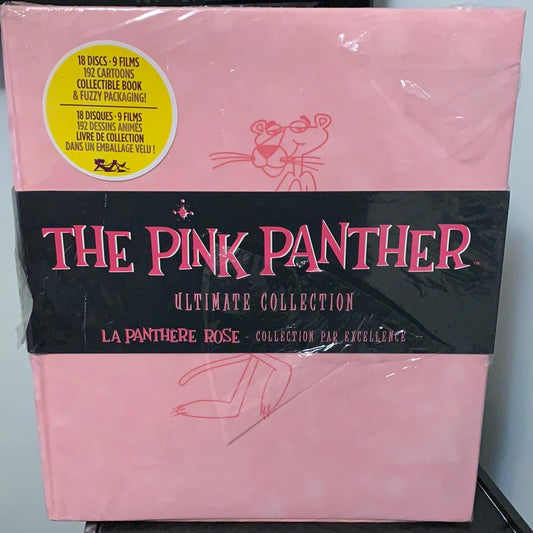 18 DISCS • 9 FILMS
192 CARTOONS
COLLECTIBLE BOOK
& FUZZY PACKAGING!
18 DISQUES • 9 FILMS
192 DESSINS ANIMÉS
LIVRE DE COLLECTION
DANS UN EMBALLAGE VELU !
THE PINK PANTHER™
ULTIMATE COLLECTION
LA PANTHERE ROSE - COLLECTION PAR EXCELLENCE